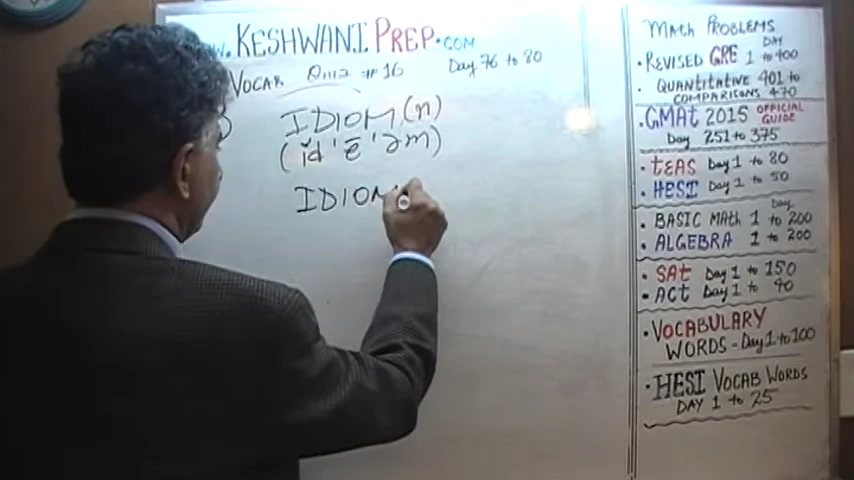 w.KESHWANI PREP.COM
VOCAB QUIZ #16 Day 76 to 80
IDIOM (n)
(ĭd'ē'əm)
IDIOM
MATH PROBLEMS
DAY
• REVISED GRE 1 to 400
• QUANTITATIVE 401 to
COMPARISONS 470
• GMAT 2015 OFFICIAL GUIDE
Day 251 to 375
• TEAS Day 1 to 80
• HESI Day 1 to 50
Day
• BASIC MATH 1 to 200
• ALGEBRA 1 to 200
• SAT Day 1 to 150
• ACT Day 1 to 90
• VOCABULARY
WORDS - Day 1 to 100
• HESI VOCAB WORDS
DAY 1 to 25